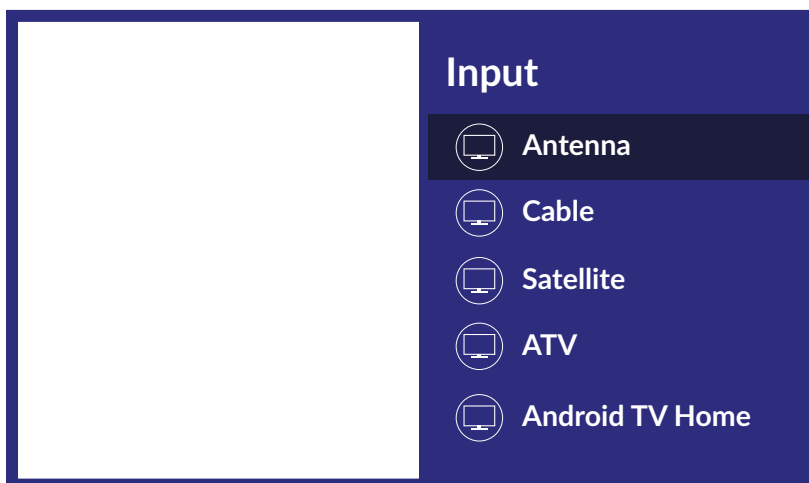 Input
Antenna
Cable
Satellite
ATV
Android TV Home